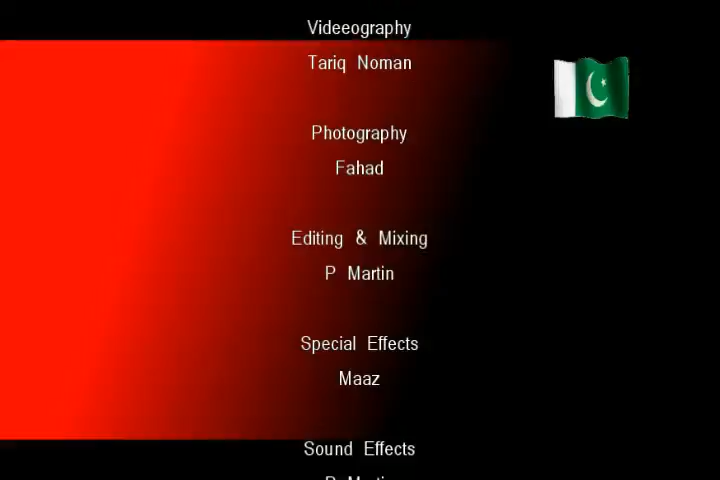 Videeography
Tariq Noman
Photography
Fahad
Editing & Mixing
P Martin
Special Effects
Maaz
Sound Effects